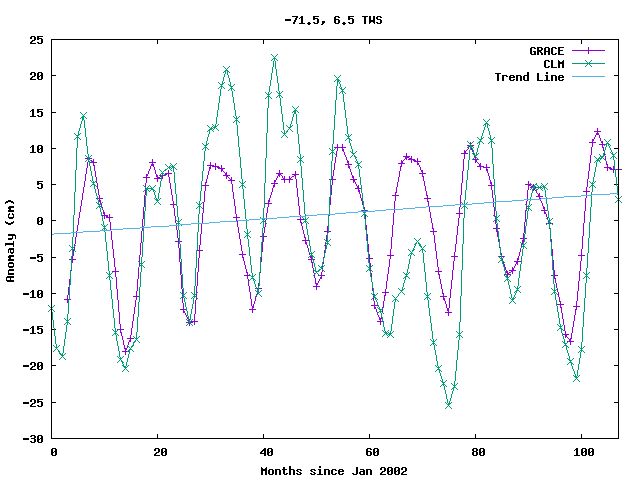 -71.5, 6.5 TWS
GRACE
CLM
Trend Line
25
20
15
10
5
0
-5
-10
-15
-20
-25
-30
Anomaly (cm)
0 20 40 60 80 100
Months since Jan 2002